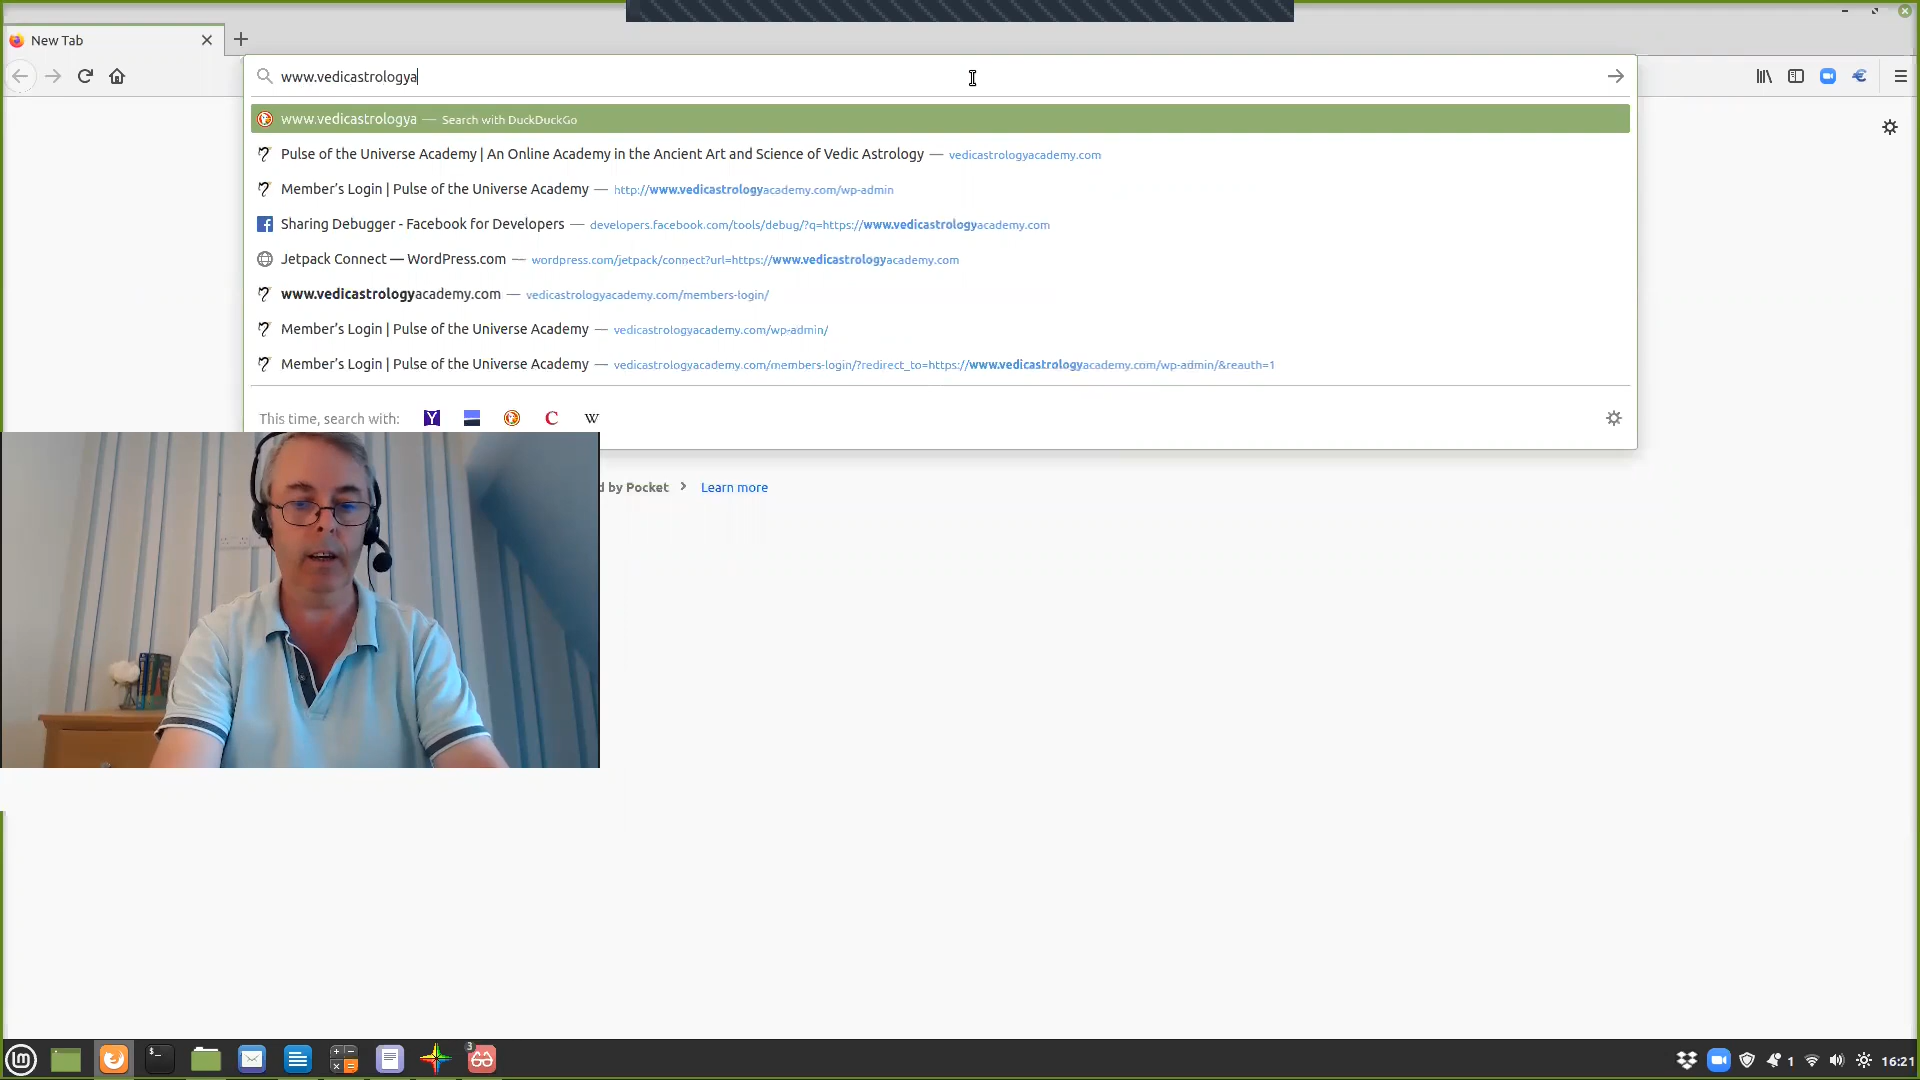 New Tab
www.vedicastrologya
www.vedicastrologya — Search with DuckDuckGo
Pulse of the Universe Academy | An Online Academy in the Ancient Art and Science of Vedic Astrology — vedicastrologyacademy.com
Member’s Login | Pulse of the Universe Academy — http://www.vedicastrologyacademy.com/wp-admin
Sharing Debugger - Facebook for Developers — developers.facebook.com/tools/debug/?q=https://www.vedicastrologyacademy.com
Jetpack Connect — WordPress.com — wordpress.com/jetpack/connect?url=https://www.vedicastrologyacademy.com
www.vedicastrologyacademy.com — vedicastrologyacademy.com/members-login/
Member’s Login | Pulse of the Universe Academy — vedicastrologyacademy.com/wp-admin/
Member’s Login | Pulse of the Universe Academy — vedicastrologyacademy.com/members-login/?redirect_to=https://www.vedicastrologyacademy.com/wp-admin/&reauth=1
This time, search with: Y C W
d by Pocket > Learn more
3
1 16:21